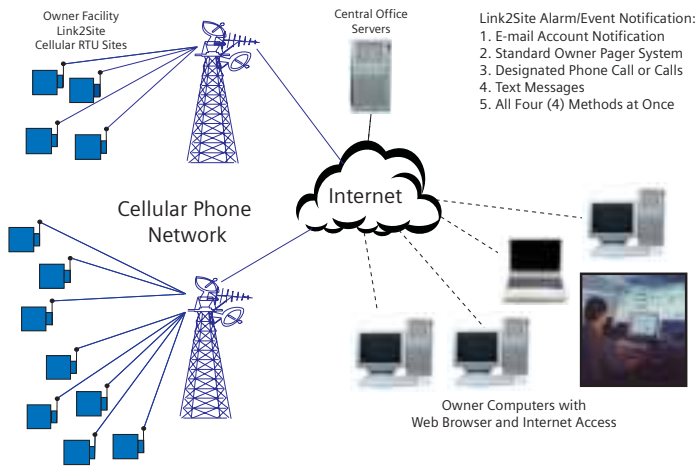 Owner Facility
Link2Site
Cellular RTU Sites
Central Office
Servers
Link2Site Alarm/Event Notification:
1. E-mail Account Notification
2. Standard Owner Pager System
3. Designated Phone Call or Calls
4. Text Messages
5. All Four (4) Methods at Once
Internet
Cellular Phone
Network
Owner Computers with
Web Browser and Internet Access